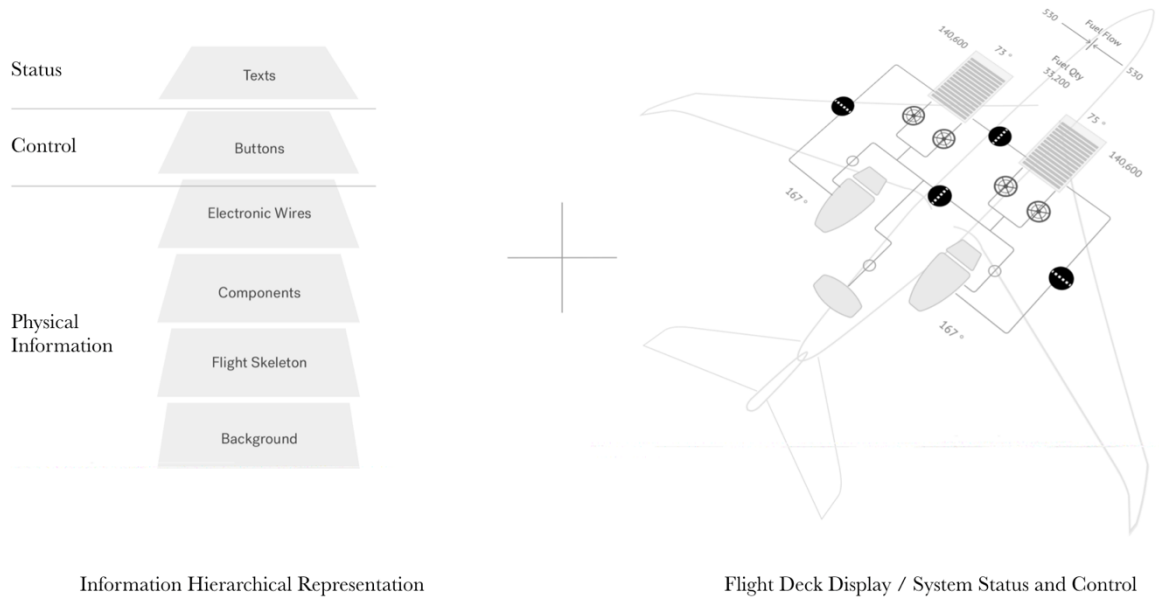 Status
Texts
Control
Buttons
Electronic Wires
Components
Physical
Information
Flight Skeleton
Background
530
Fuel Flow
530
Fuel Qty
33,200
140,600
73 °
75 °
140,600
167 °
167 °
Information Hierarchical Representation
Flight Deck Display / System Status and Control